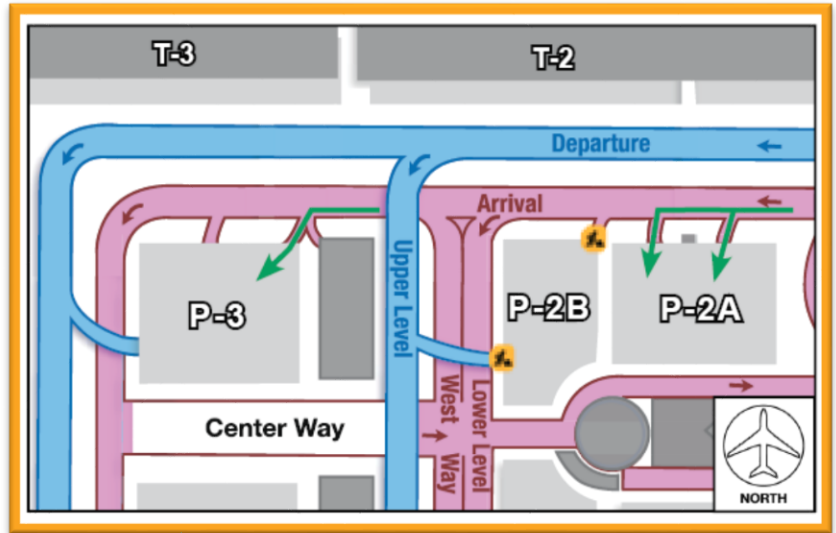 T-3
T-2
Departure
Arrival
Upper Level
P-3
P-2B
P-2A
West Way
Lower Level
Center Way
NORTH